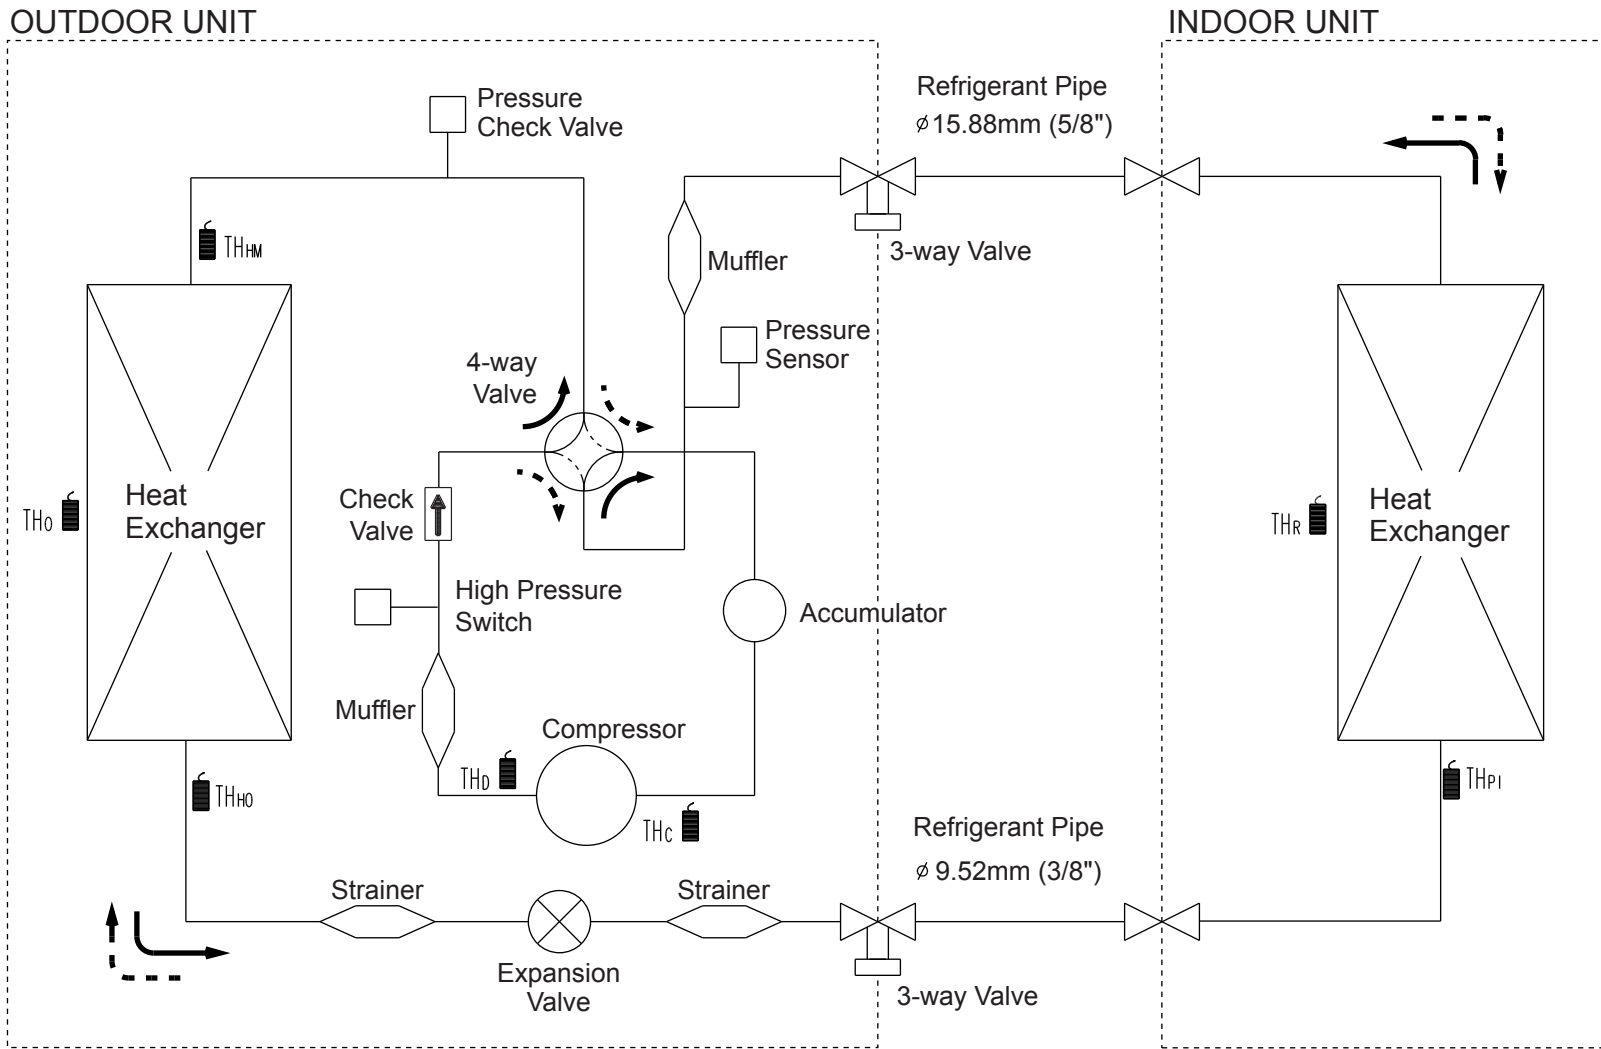 OUTDOOR UNIT
INDOOR UNIT
Pressure
Check Valve
Refrigerant Pipe
ø15.88mm (5/8")
THHM
Muffler
3-way Valve
Pressure
Sensor
4-way
Valve
Heat
Exchanger
THO
Check
Valve
Heat
Exchanger
THR
High Pressure
Switch
Accumulator
Muffler
Compressor
THD
THHO
THC
THPI
Refrigerant Pipe
ø 9.52mm (3/8")
Strainer
Strainer
Expansion
Valve
3-way Valve